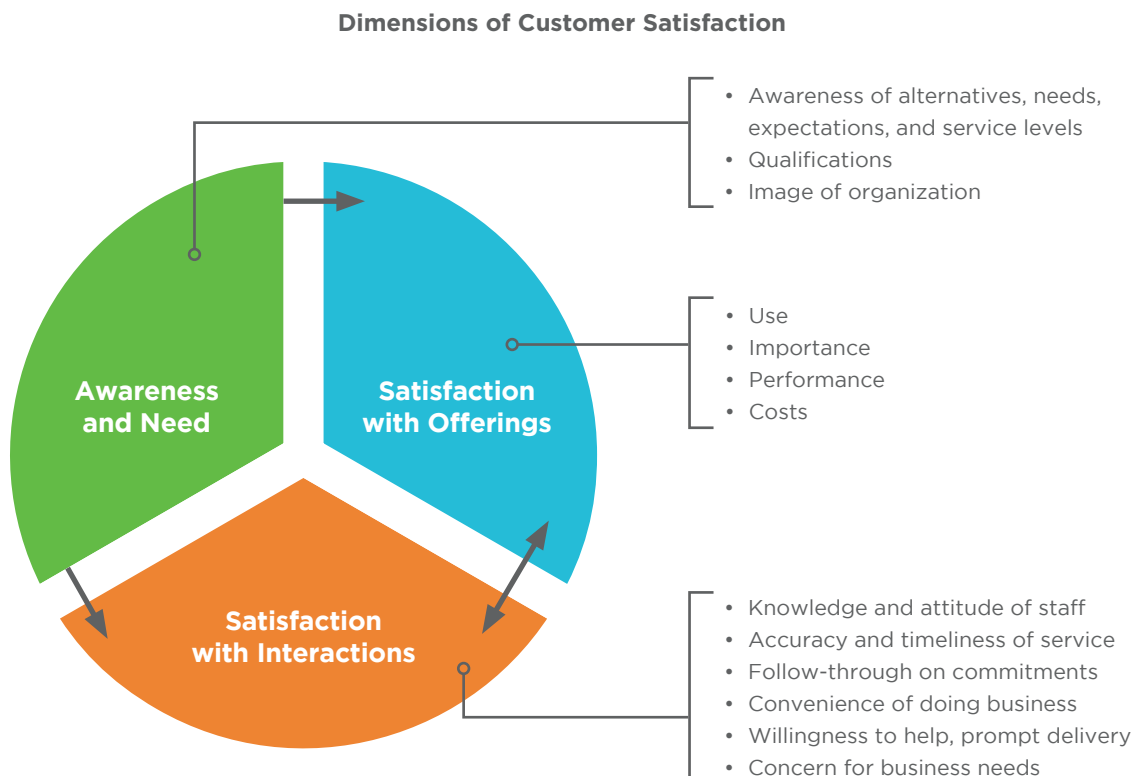 Dimensions of Customer Satisfaction
• Awareness of alternatives, needs,
expectations, and service levels
• Qualifications
• Image of organization
• Use
• Importance
• Performance
• Costs
Awareness
and Need
Satisfaction
with Offerings
Satisfaction
with Interactions
• Knowledge and attitude of staff
• Accuracy and timeliness of service
• Follow-through on commitments
• Convenience of doing business
• Willingness to help, prompt delivery
• Concern for business needs